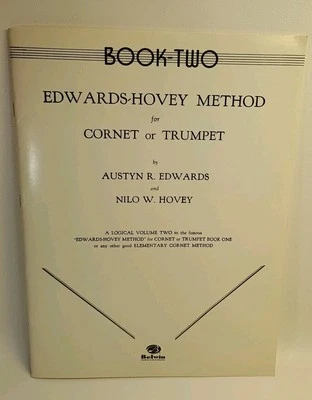 BOOK-TWO
EDWARDS-HOVEY METHOD
for
CORNET or TRUMPET
by
AUSTYN R. EDWARDS
and
NILO W. HOVEY
A LOGICAL VOLUME TWO to the famous
"EDWARDS-HOVEY METHOD" for CORNET or TRUMPET BOOK ONE
or any other good ELEMENTARY CORNET METHOD
Belwin